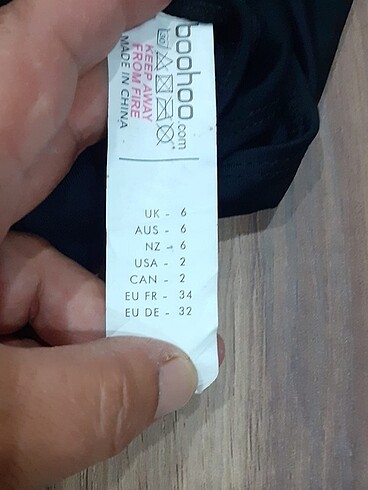 boohoo.com
30
KEEP AWAY
FROM FIRE
MADE IN CHINA
UK - 6
AUS - 6
NZ - 6
USA - 2
CAN - 2
EU FR - 34
EU DE - 32